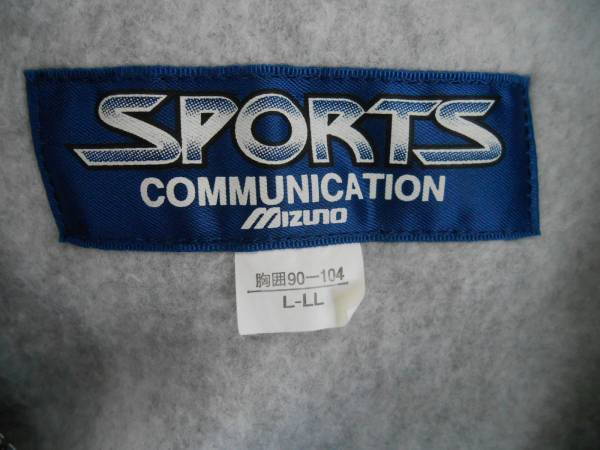 SPORTS
COMMUNICATION
MIZUNO
胸囲90−104
L-LL